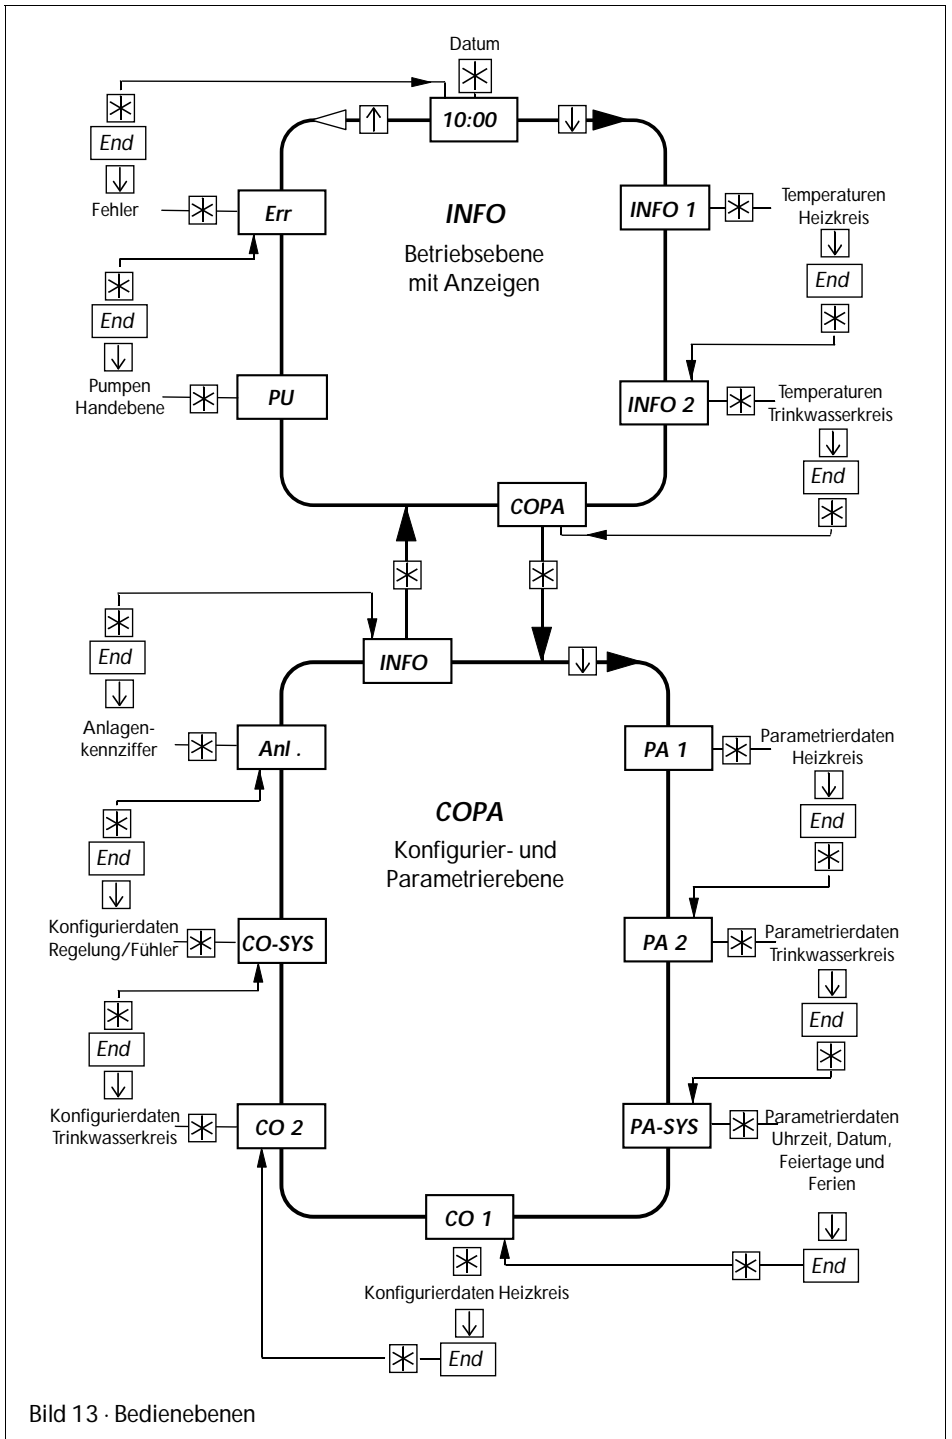 Datum
10:00
End
Fehler
Err
INFO
Betriebsebene
mit Anzeigen
INFO 1
Temperaturen
Heizkreis
End
End
Pumpen
Handebene
PU
INFO 2
Temperaturen
Trinkwasserkreis
End
COPA
INFO
End
Anlagen-
kennziffer
Anl .
COPA
Konfigurier- und
Parametrierebene
PA 1
Parametrierdaten
Heizkreis
End
End
Konfigurierdaten
Regelung/Fühler
CO-SYS
PA 2
Parametrierdaten
Trinkwasserkreis
End
End
Konfigurierdaten
Trinkwasserkreis
CO 2
PA-SYS
Parametrierdaten
Uhrzeit, Datum,
Feiertage und
Ferien
End
CO 1
Konfigurierdaten Heizkreis
End
Bild 13 · Bedienebenen